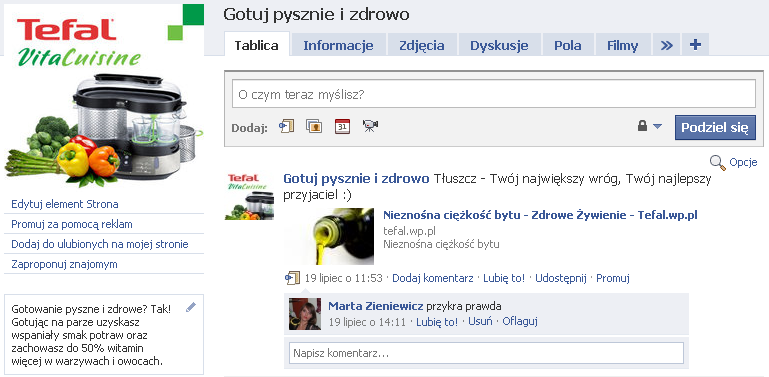 Tefal
VitaCuisine
Edytuj element Strona
Promuj za pomocą reklam
Dodaj do ulubionych na mojej stronie
Zaproponuj znajomym
Gotowanie pyszne i zdrowe? Tak!
Gotując na parze uzyskasz
wspaniały smak potraw oraz
zachowasz do 50% witamin
więcej w warzywach i owocach.
Gotuj pysznie i zdrowo
Tablica Informacje Zdjęcia Dyskusje Pola Filmy » +
O czym teraz myślisz?
Dodaj: 31 Podziel się
Opcje
Tefal
VitaCuisine
Gotuj pysznie i zdrowo Tłuszcz - Twój największy wróg, Twój najlepszy
przyjaciel :)
Nieznośna ciężkość bytu - Zdrowe Żywienie - Tefal.wp.pl
tefal.wp.pl
Nieznośna ciężkość bytu
19 lipiec o 11:53 · Dodaj komentarz · Lubię to! · Udostępnij · Promuj
Marta Zieniewicz przykra prawda
19 lipiec o 14:11 · Lubię to! · Usuń · Oflaguj
Napisz komentarz...